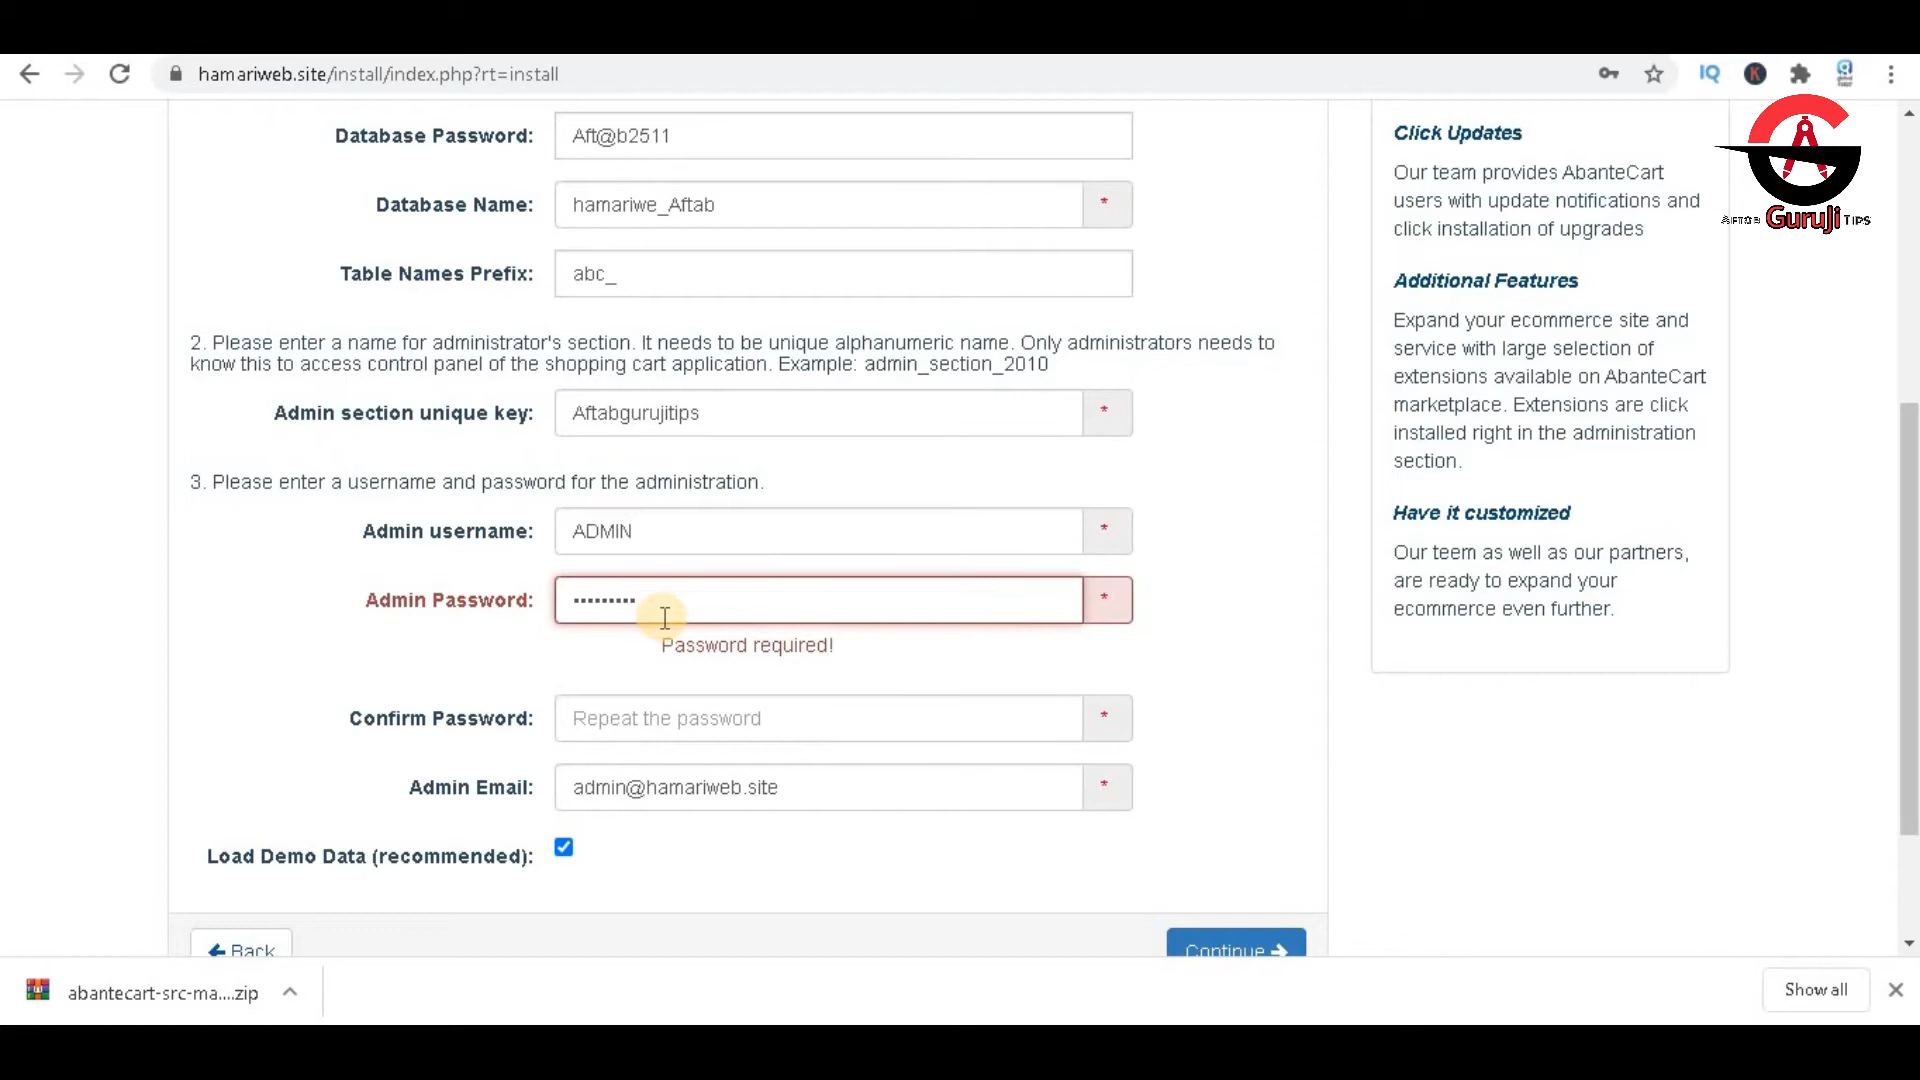 hamariweb.site/install/index.php?rt=install
IQ
K
Database Password:
Aft@b2511
Database Name:
hamariwe_Aftab
*
Table Names Prefix:
abc_
2. Please enter a name for administrator's section. It needs to be unique alphanumeric name. Only administrators needs to
know this to access control panel of the shopping cart application. Example: admin_section_2010
Admin section unique key:
Aftabgurujitips
*
3. Please enter a username and password for the administration.
Admin username:
ADMIN
*
Admin Password:
•••••••••
*
Password required!
Confirm Password:
Repeat the password
*
Admin Email:
admin@hamariweb.site
*
Load Demo Data (recommended):
Back
Continue
Click Updates
Our team provides AbanteCart
users with update notifications and
click installation of upgrades
Additional Features
Expand your ecommerce site and
service with large selection of
extensions available on AbanteCart
marketplace. Extensions are click
installed right in the administration
section.
Have it customized
Our teem as well as our partners,
are ready to expand your
ecommerce even further.
GuruJi TIPS
abantecart-src-ma....zip
Show all